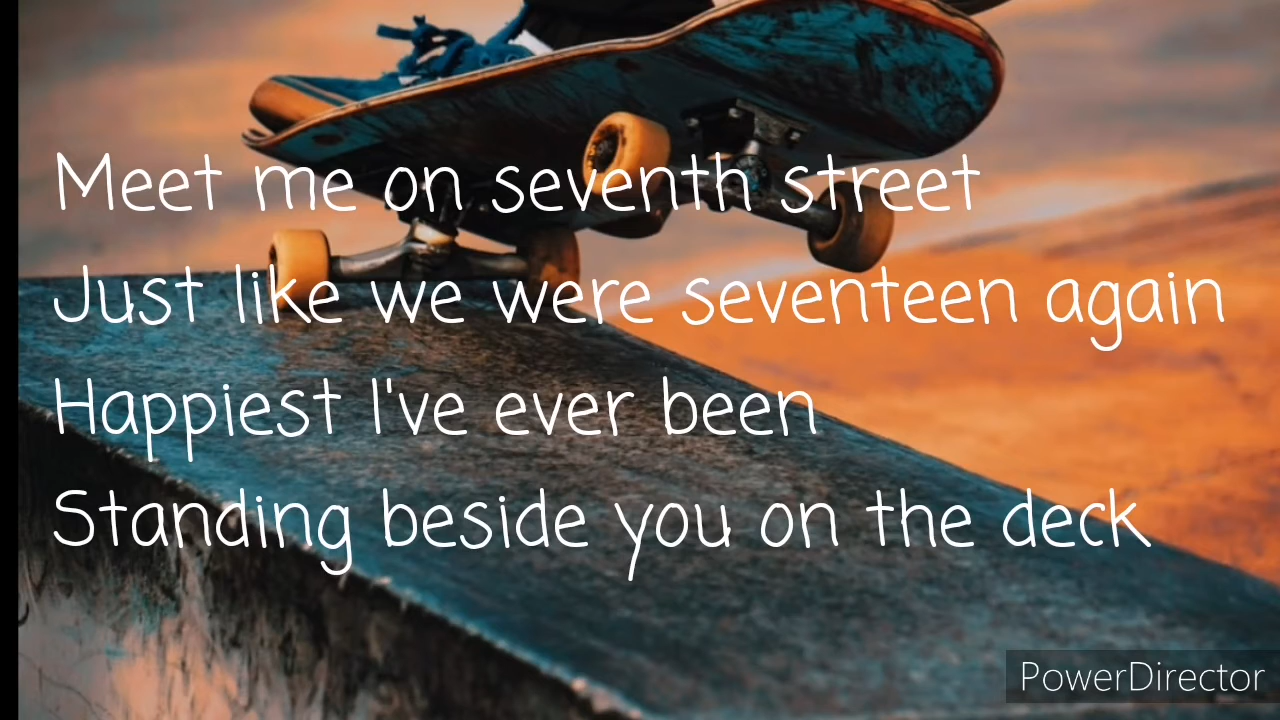 Meet me on seventh street
Just like we were seventeen again
Happiest I've ever been
Standing beside you on the deck
PowerDirector